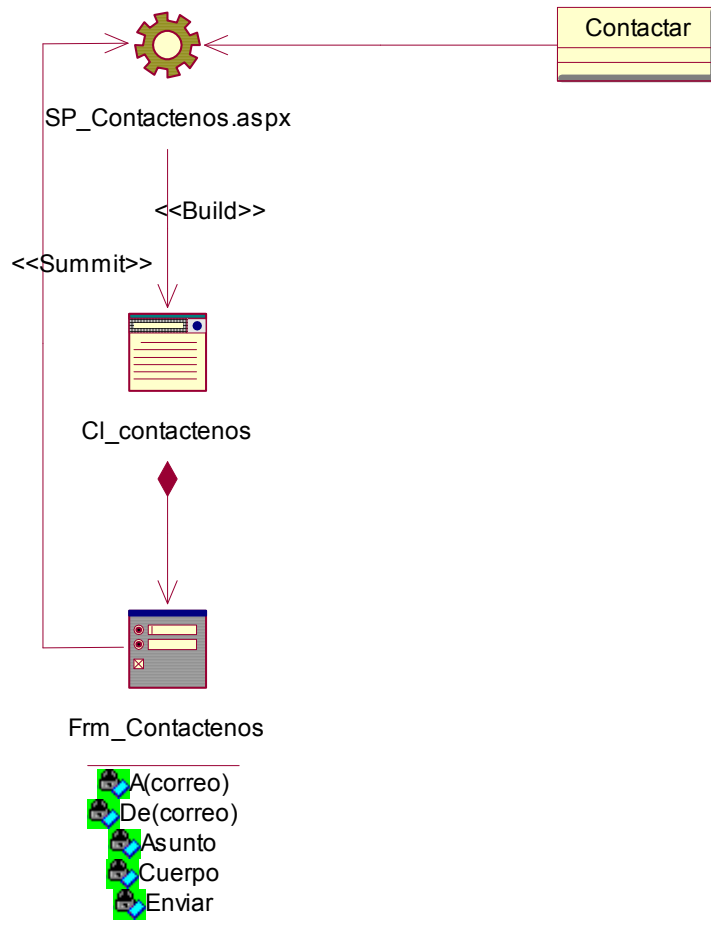 Contactar
SP_Contactenos.aspx
<<Build>>
<<Summit>>
Cl_contactenos
Frm_Contactenos
A(correo)
De(correo)
Asunto
Cuerpo
Enviar